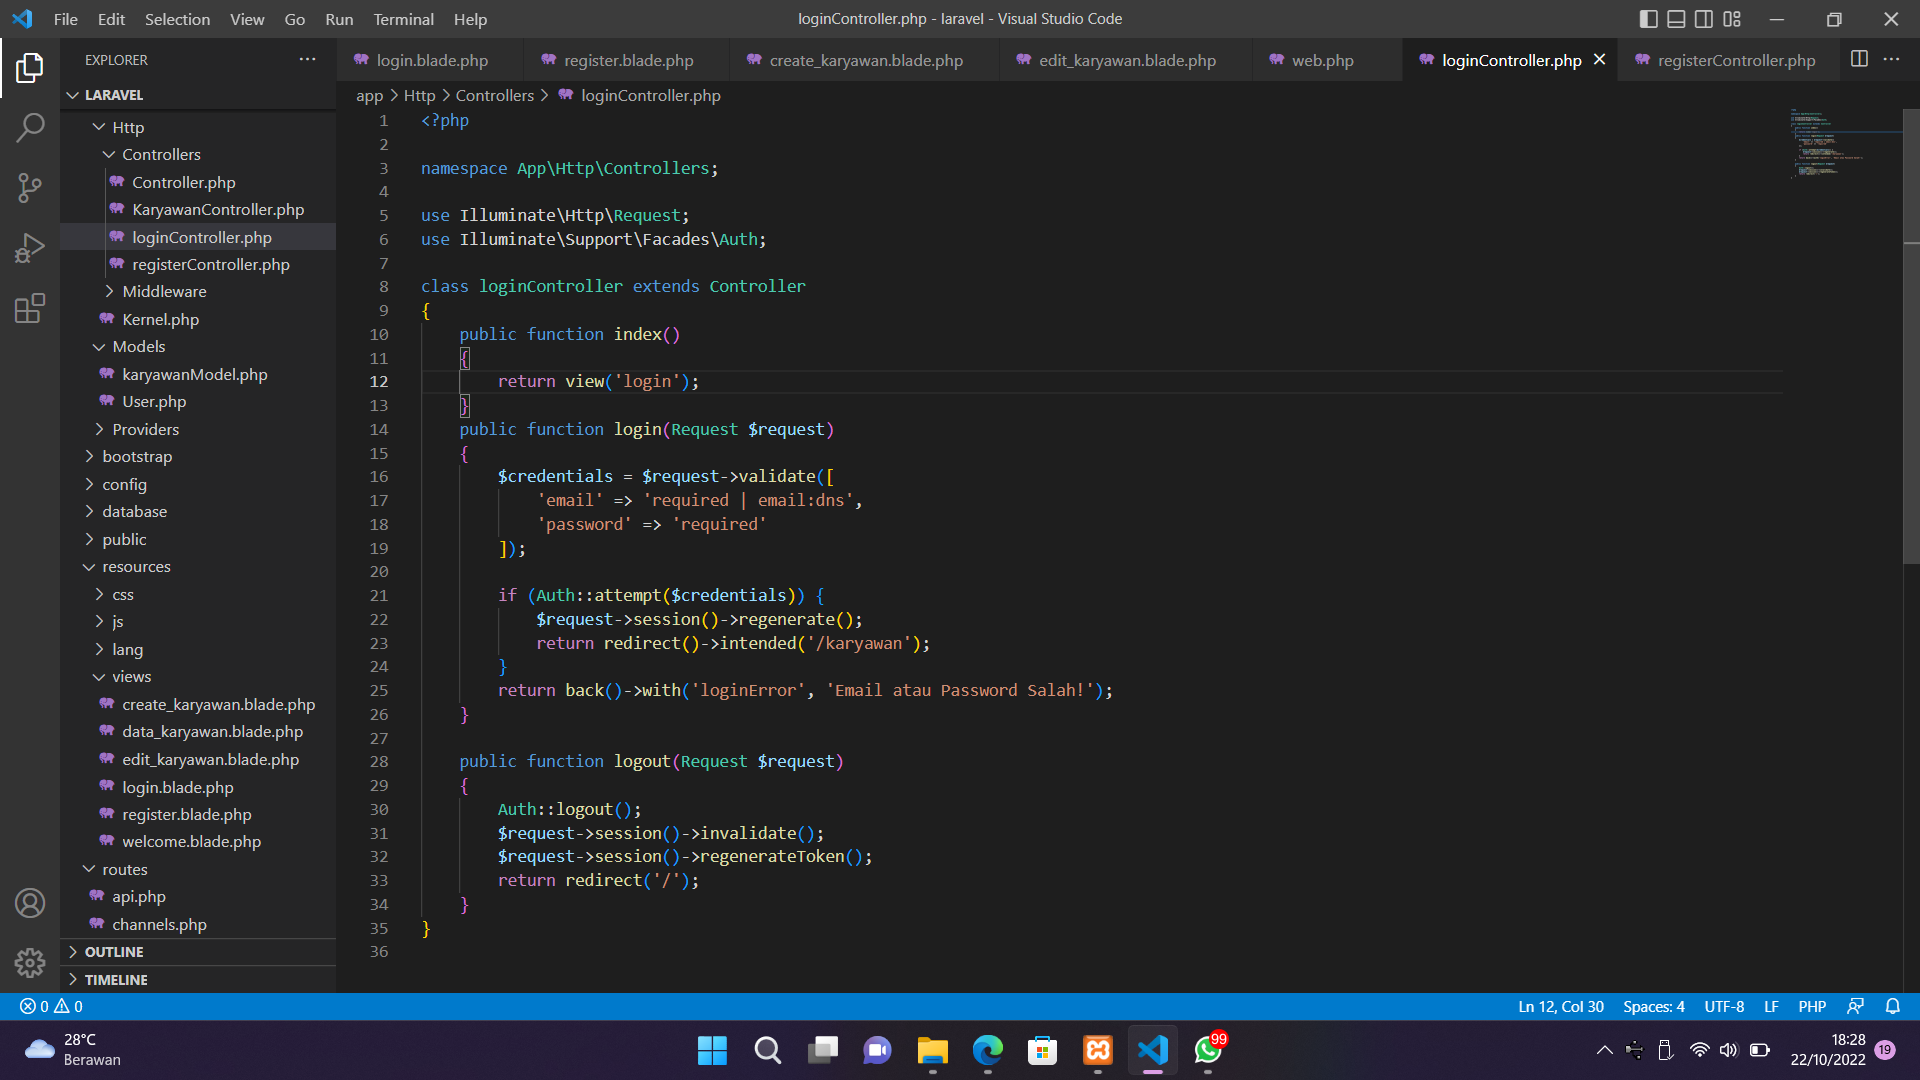 File Edit Selection View Go Run Terminal Help
loginController.php - laravel - Visual Studio Code
EXPLORER
LARAVEL
Http
Controllers
Controller.php
KaryawanController.php
loginController.php
registerController.php
Middleware
Kernel.php
Models
karyawanModel.php
User.php
Providers
bootstrap
config
database
public
resources
css
js
lang
views
create_karyawan.blade.php
data_karyawan.blade.php
edit_karyawan.blade.php
login.blade.php
register.blade.php
welcome.blade.php
routes
api.php
channels.php
OUTLINE
TIMELINE
login.blade.php register.blade.php create_karyawan.blade.php edit_karyawan.blade.php web.php loginController.php registerController.php
app > Http > Controllers > loginController.php
1 <?php
2
3 namespace App\Http\Controllers;
4
5 use Illuminate\Http\Request;
6 use Illuminate\Support\Facades\Auth;
7
8 class loginController extends Controller
9 {
10 public function index()
11 {
12 return view('login');
13 }
14 public function login(Request $request)
15 {
16 $credentials = $request->validate([
17 'email' => 'required | email:dns',
18 'password' => 'required'
19 ]);
20
21 if (Auth::attempt($credentials)) {
22 $request->session()->regenerate();
23 return redirect()->intended('/karyawan');
24 }
25 return back()->with('loginError', 'Email atau Password Salah!');
26 }
27
28 public function logout(Request $request)
29 {
30 Auth::logout();
31 $request->session()->invalidate();
32 $request->session()->regenerateToken();
33 return redirect('/');
34 }
35 }
36
0 0
Ln 12, Col 30 Spaces: 4 UTF-8 LF PHP
28°C
Berawan
99
18:28
22/10/2022
19